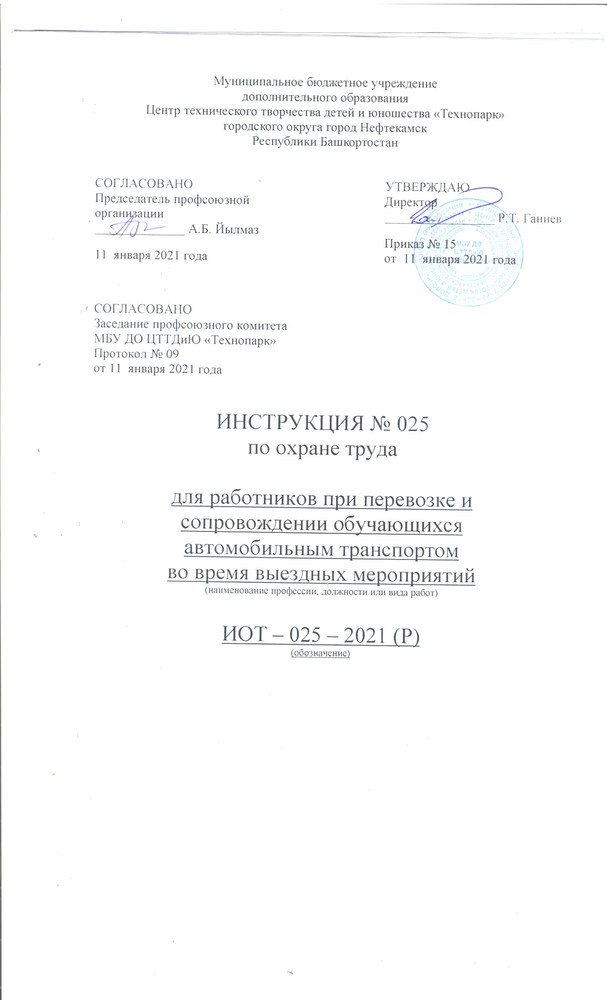 Муниципальное бюджетное учреждение
дополнительного образования
Центр технического творчества детей и юношества «Технопарк»
городского округа город Нефтекамск
Республики Башкортостан
СОГЛАСОВАНО
Председатель профсоюзной
организации
А.Б. Йылмаз
11 января 2021 года
УТВЕРЖДАЮ
Директор
Р.Т. Ганиев
Приказ № 15
от 11 января 2021 года
МБУ ДО
ЦТТДиЮ
СОГЛАСОВАНО
Заседание профсоюзного комитета
МБУ ДО ЦТТДиЮ «Технопарк»
Протокол № 09
от 11 января 2021 года
ИНСТРУКЦИЯ № 025
по охране труда
для работников при перевозке и
сопровождении обучающихся
автомобильным транспортом
во время выездных мероприятий
(наименование профессии, должности или вида работ)
ИОТ – 025 – 2021 (Р)
(обозначение)